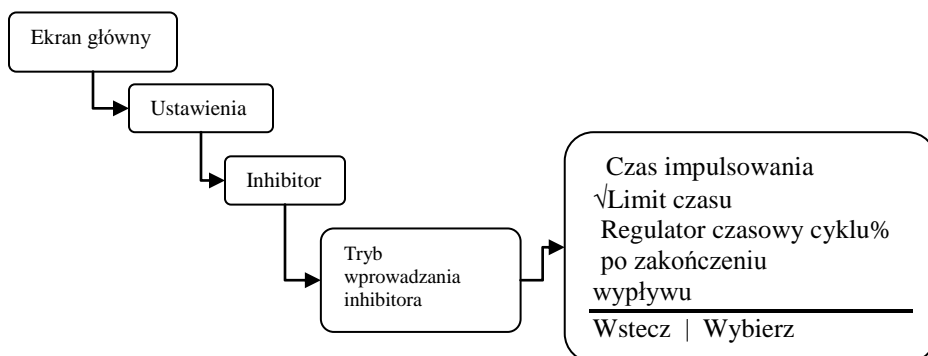 Ekran główny
Ustawienia
Inhibitor
Tryb
wprowadzania
inhibitora
Czas impulsowania
√Limit czasu
Regulator czasowy cyklu%
po zakończeniu
wypływu
Wstecz | Wybierz